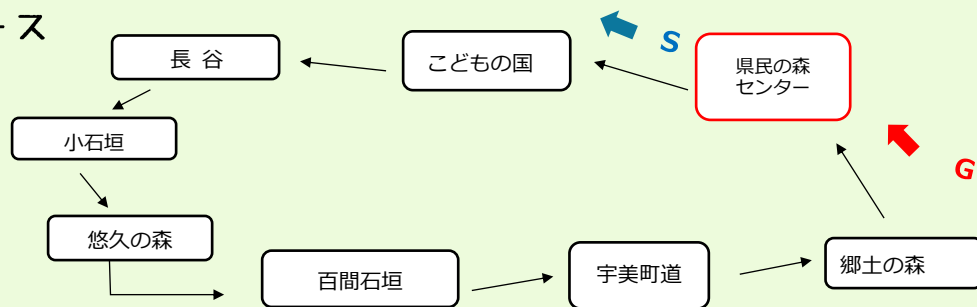 ース
S
長 谷
こどもの国
県民の森
センター
小石垣
G
悠久の森
百間石垣
宇美町道
郷土の森